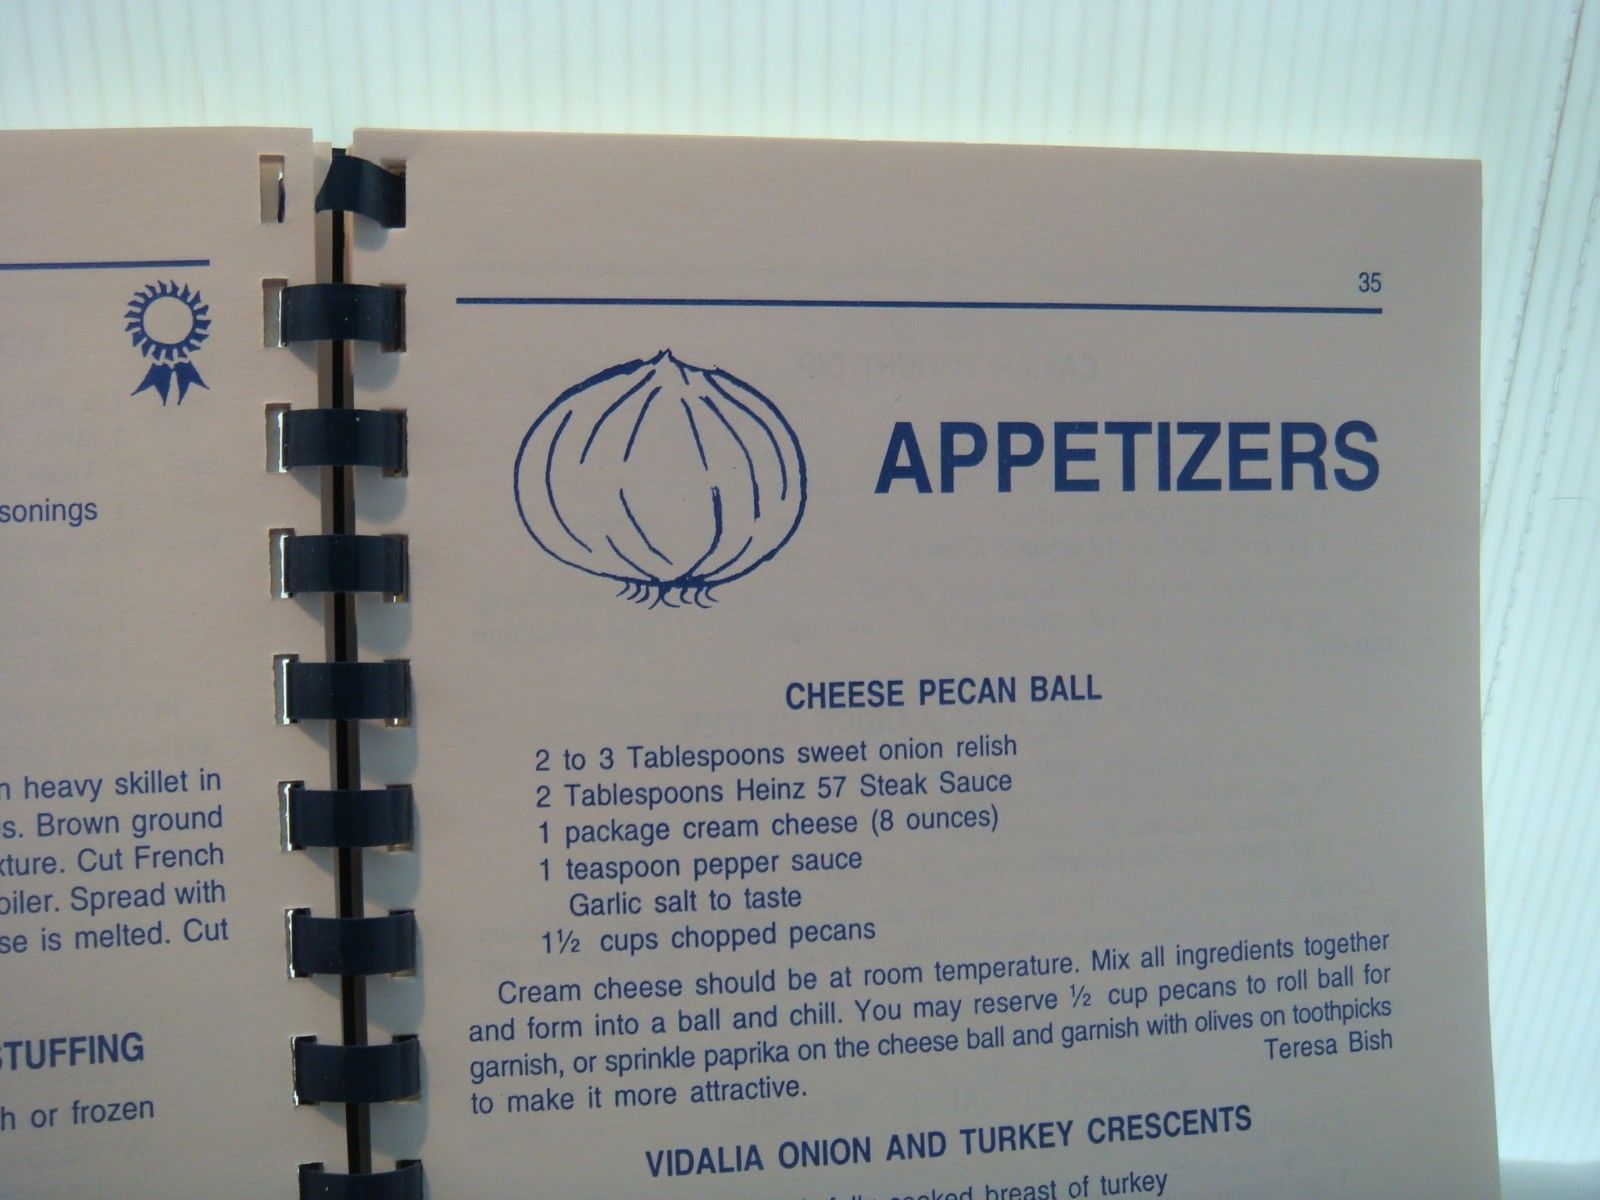 sonings
n heavy skillet in
s. Brown ground
xture. Cut French
oiler. Spread with
se is melted. Cut
STUFFING
h or frozen
35
APPETIZERS
CHEESE PECAN BALL
2 to 3 Tablespoons sweet onion relish
2 Tablespoons Heinz 57 Steak Sauce
1 package cream cheese (8 ounces)
1 teaspoon pepper sauce
Garlic salt to taste
1½ cups chopped pecans
Cream cheese should be at room temperature. Mix all ingredients together
and form into a ball and chill. You may reserve ½ cup pecans to roll ball for
garnish, or sprinkle paprika on the cheese ball and garnish with olives on toothpicks
to make it more attractive.
Teresa Bish
VIDALIA ONION AND TURKEY CRESCENTS
fully cooked breast of turkey